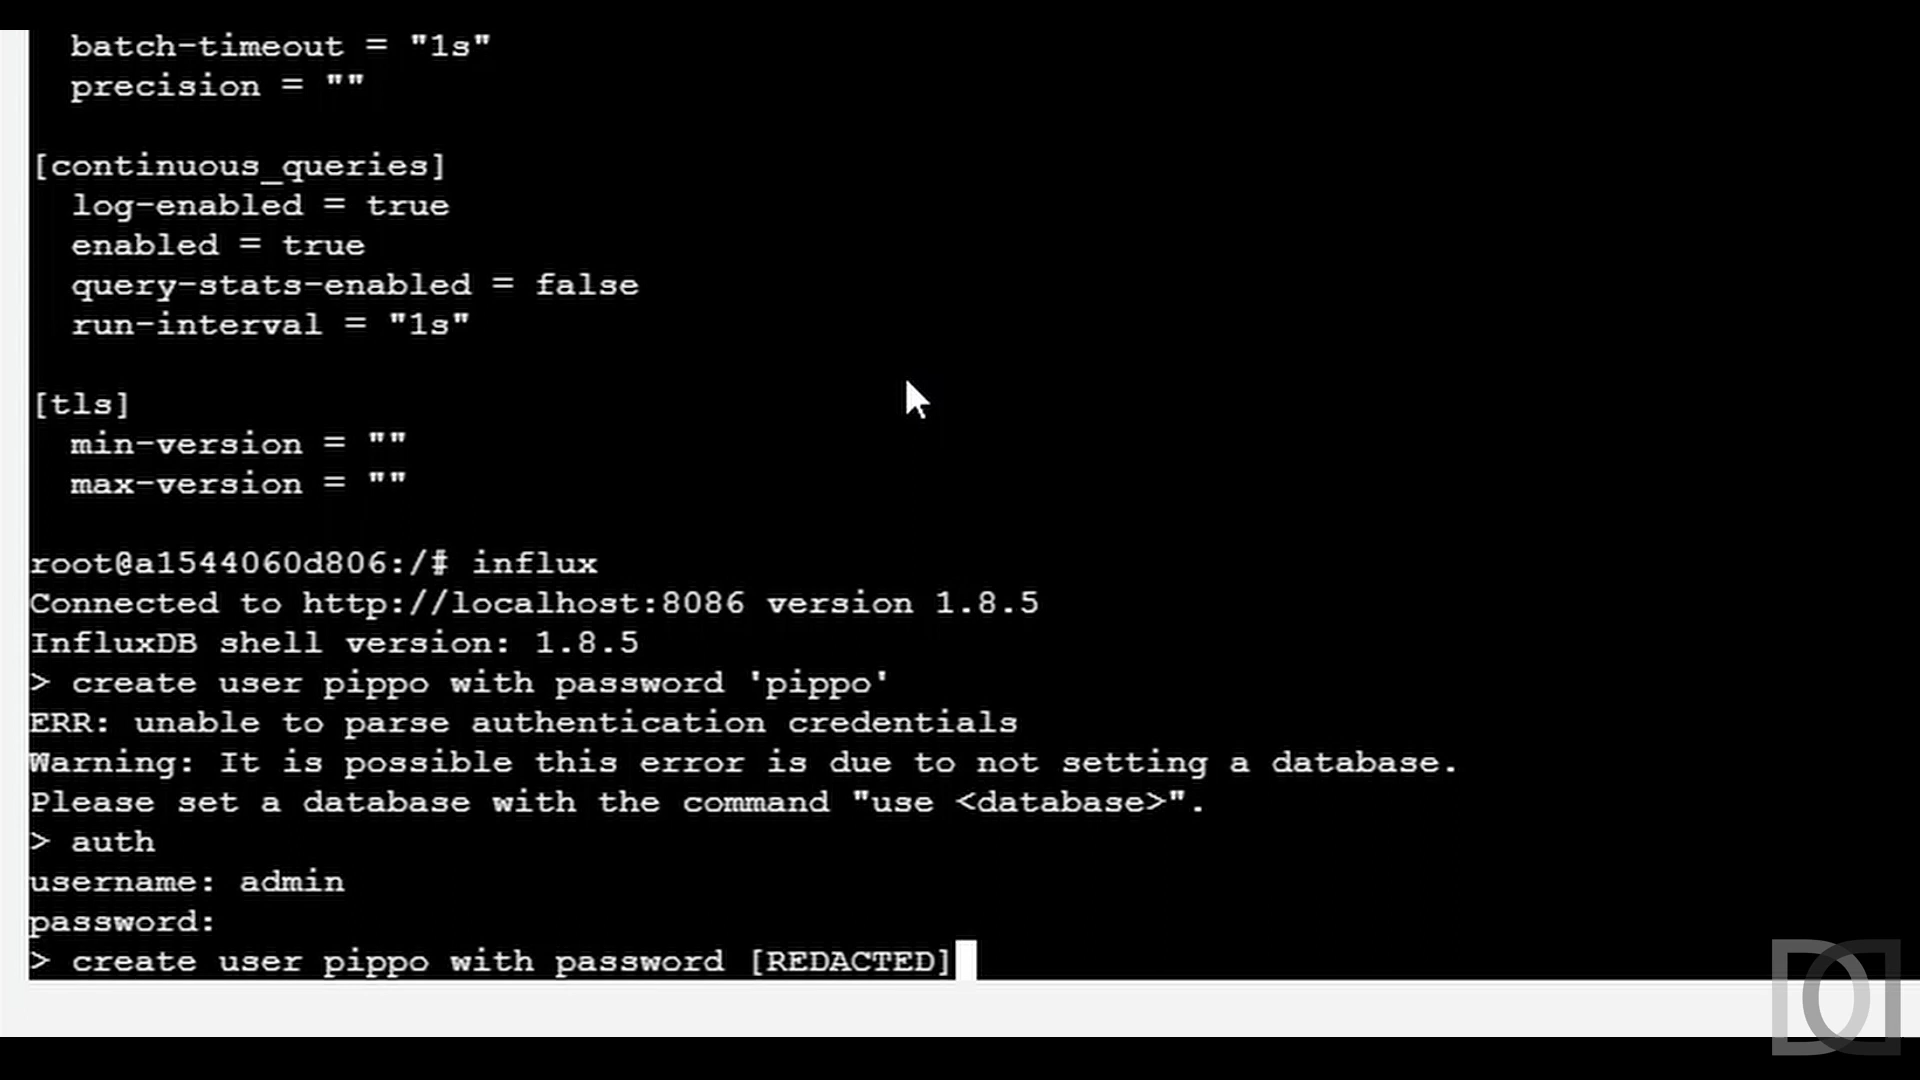 batch-timeout = "1s"
precision = ""
[continuous_queries]
log-enabled = true
enabled = true
query-stats-enabled = false
run-interval = "1s"
[tls]
min-version = ""
max-version = ""
root@a1544060d806:/# influx
Connected to http://localhost:8086 version 1.8.5
InfluxDB shell version: 1.8.5
> create user pippo with password 'pippo'
ERR: unable to parse authentication credentials
Warning: It is possible this error is due to not setting a database.
Please set a database with the command "use <database>".
> auth
username: admin
password:
> create user pippo with password [REDACTED]